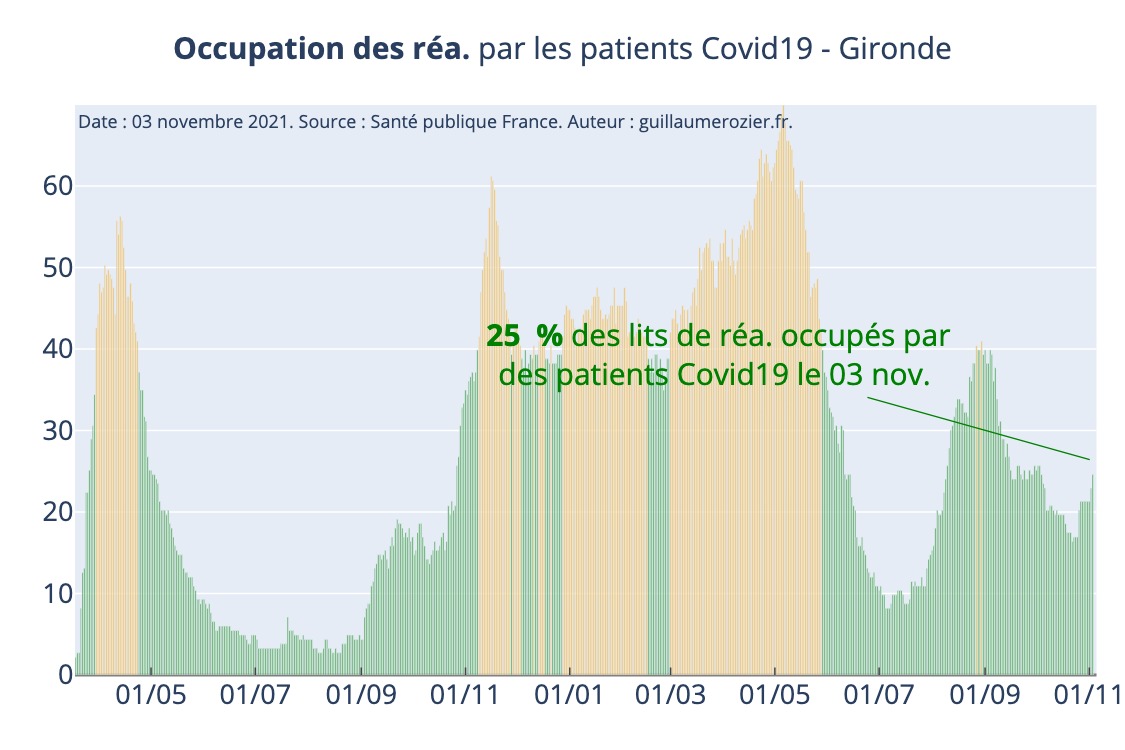 Occupation des réa. par les patients Covid19 - Gironde
Date : 03 novembre 2021. Source : Santé publique France. Auteur : guillaumerozier.fr.
60
50
25 % des lits de réa. occupés par
des patients Covid19 le 03 nov.
40
30
20
10
0
01/05 01/07 01/09 01/11 01/01 01/03 01/05 01/07 01/09 01/11